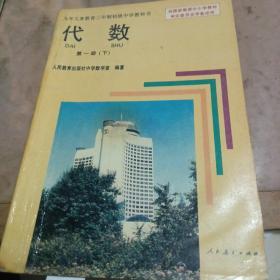 九年义务教育三年制初级中学教科书
代数
DAI SHU
第一册(下)
人民教育出版社中学数学室 编著
人民教育出版社